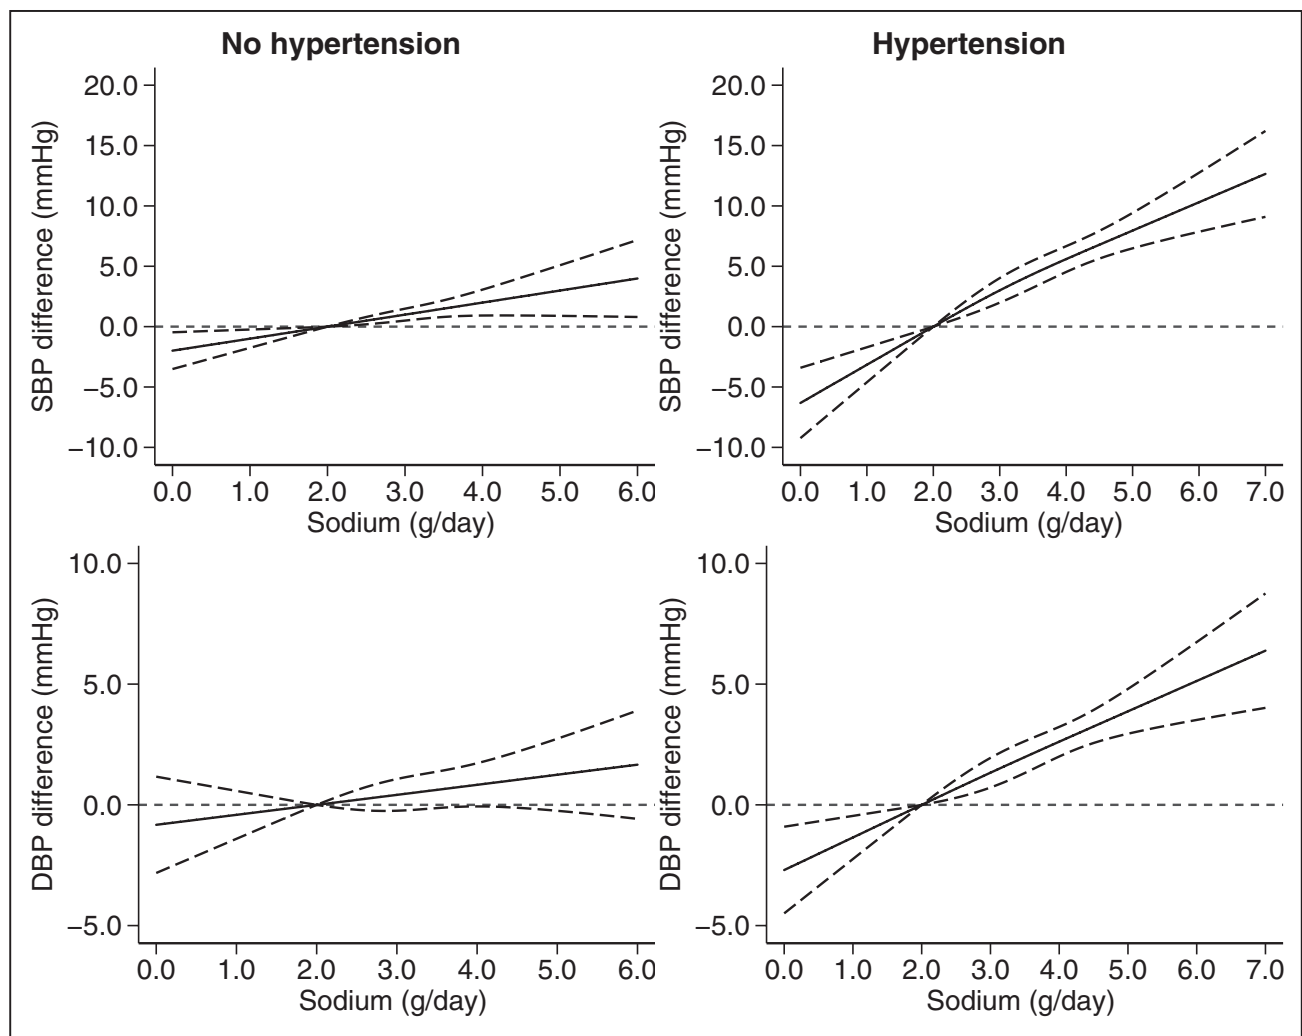 No hypertension
Hypertension
SBP difference (mmHg)
20.0
15.0
10.0
5.0
0.0
−5.0
−10.0
0.0 1.0 2.0 3.0 4.0 5.0 6.0
Sodium (g/day)
SBP difference (mmHg)
20.0
15.0
10.0
5.0
0.0
−5.0
−10.0
0.0 1.0 2.0 3.0 4.0 5.0 6.0 7.0
Sodium (g/day)
DBP difference (mmHg)
10.0
5.0
0.0
−5.0
0.0 1.0 2.0 3.0 4.0 5.0 6.0
Sodium (g/day)
DBP difference (mmHg)
10.0
5.0
0.0
−5.0
0.0 1.0 2.0 3.0 4.0 5.0 6.0 7.0
Sodium (g/day)